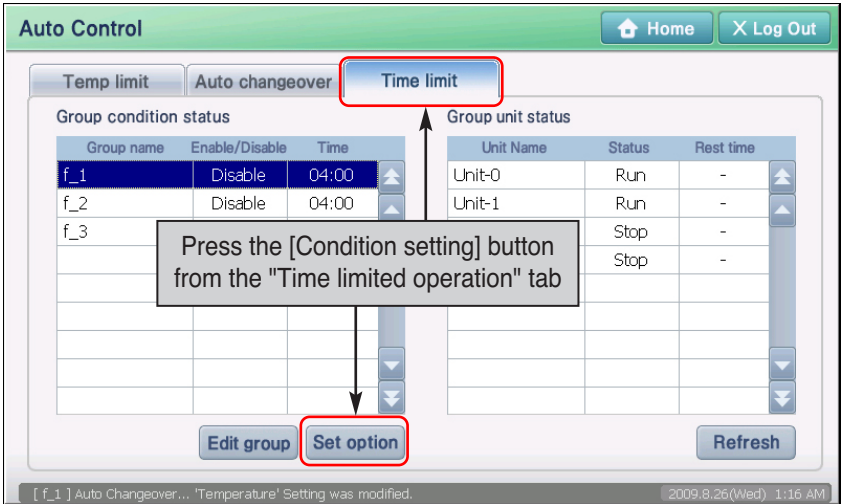 Auto Control
Home
X Log Out
Temp limit
Auto changeover
Time limit
Group condition status
Group name Enable/Disable Time
f_1 Disable 04:00
f_2 Disable 04:00
f_3
Group unit status
Unit Name Status Rest time
Unit-0 Run -
Unit-1 Run -
Stop -
Stop -
Press the [Condition setting] button
from the "Time limited operation" tab
Edit group
Set option
Refresh
[ f_1 ] Auto Changeover... 'Temperature' Setting was modified.
2009.8.26(Wed) 1:16 AM